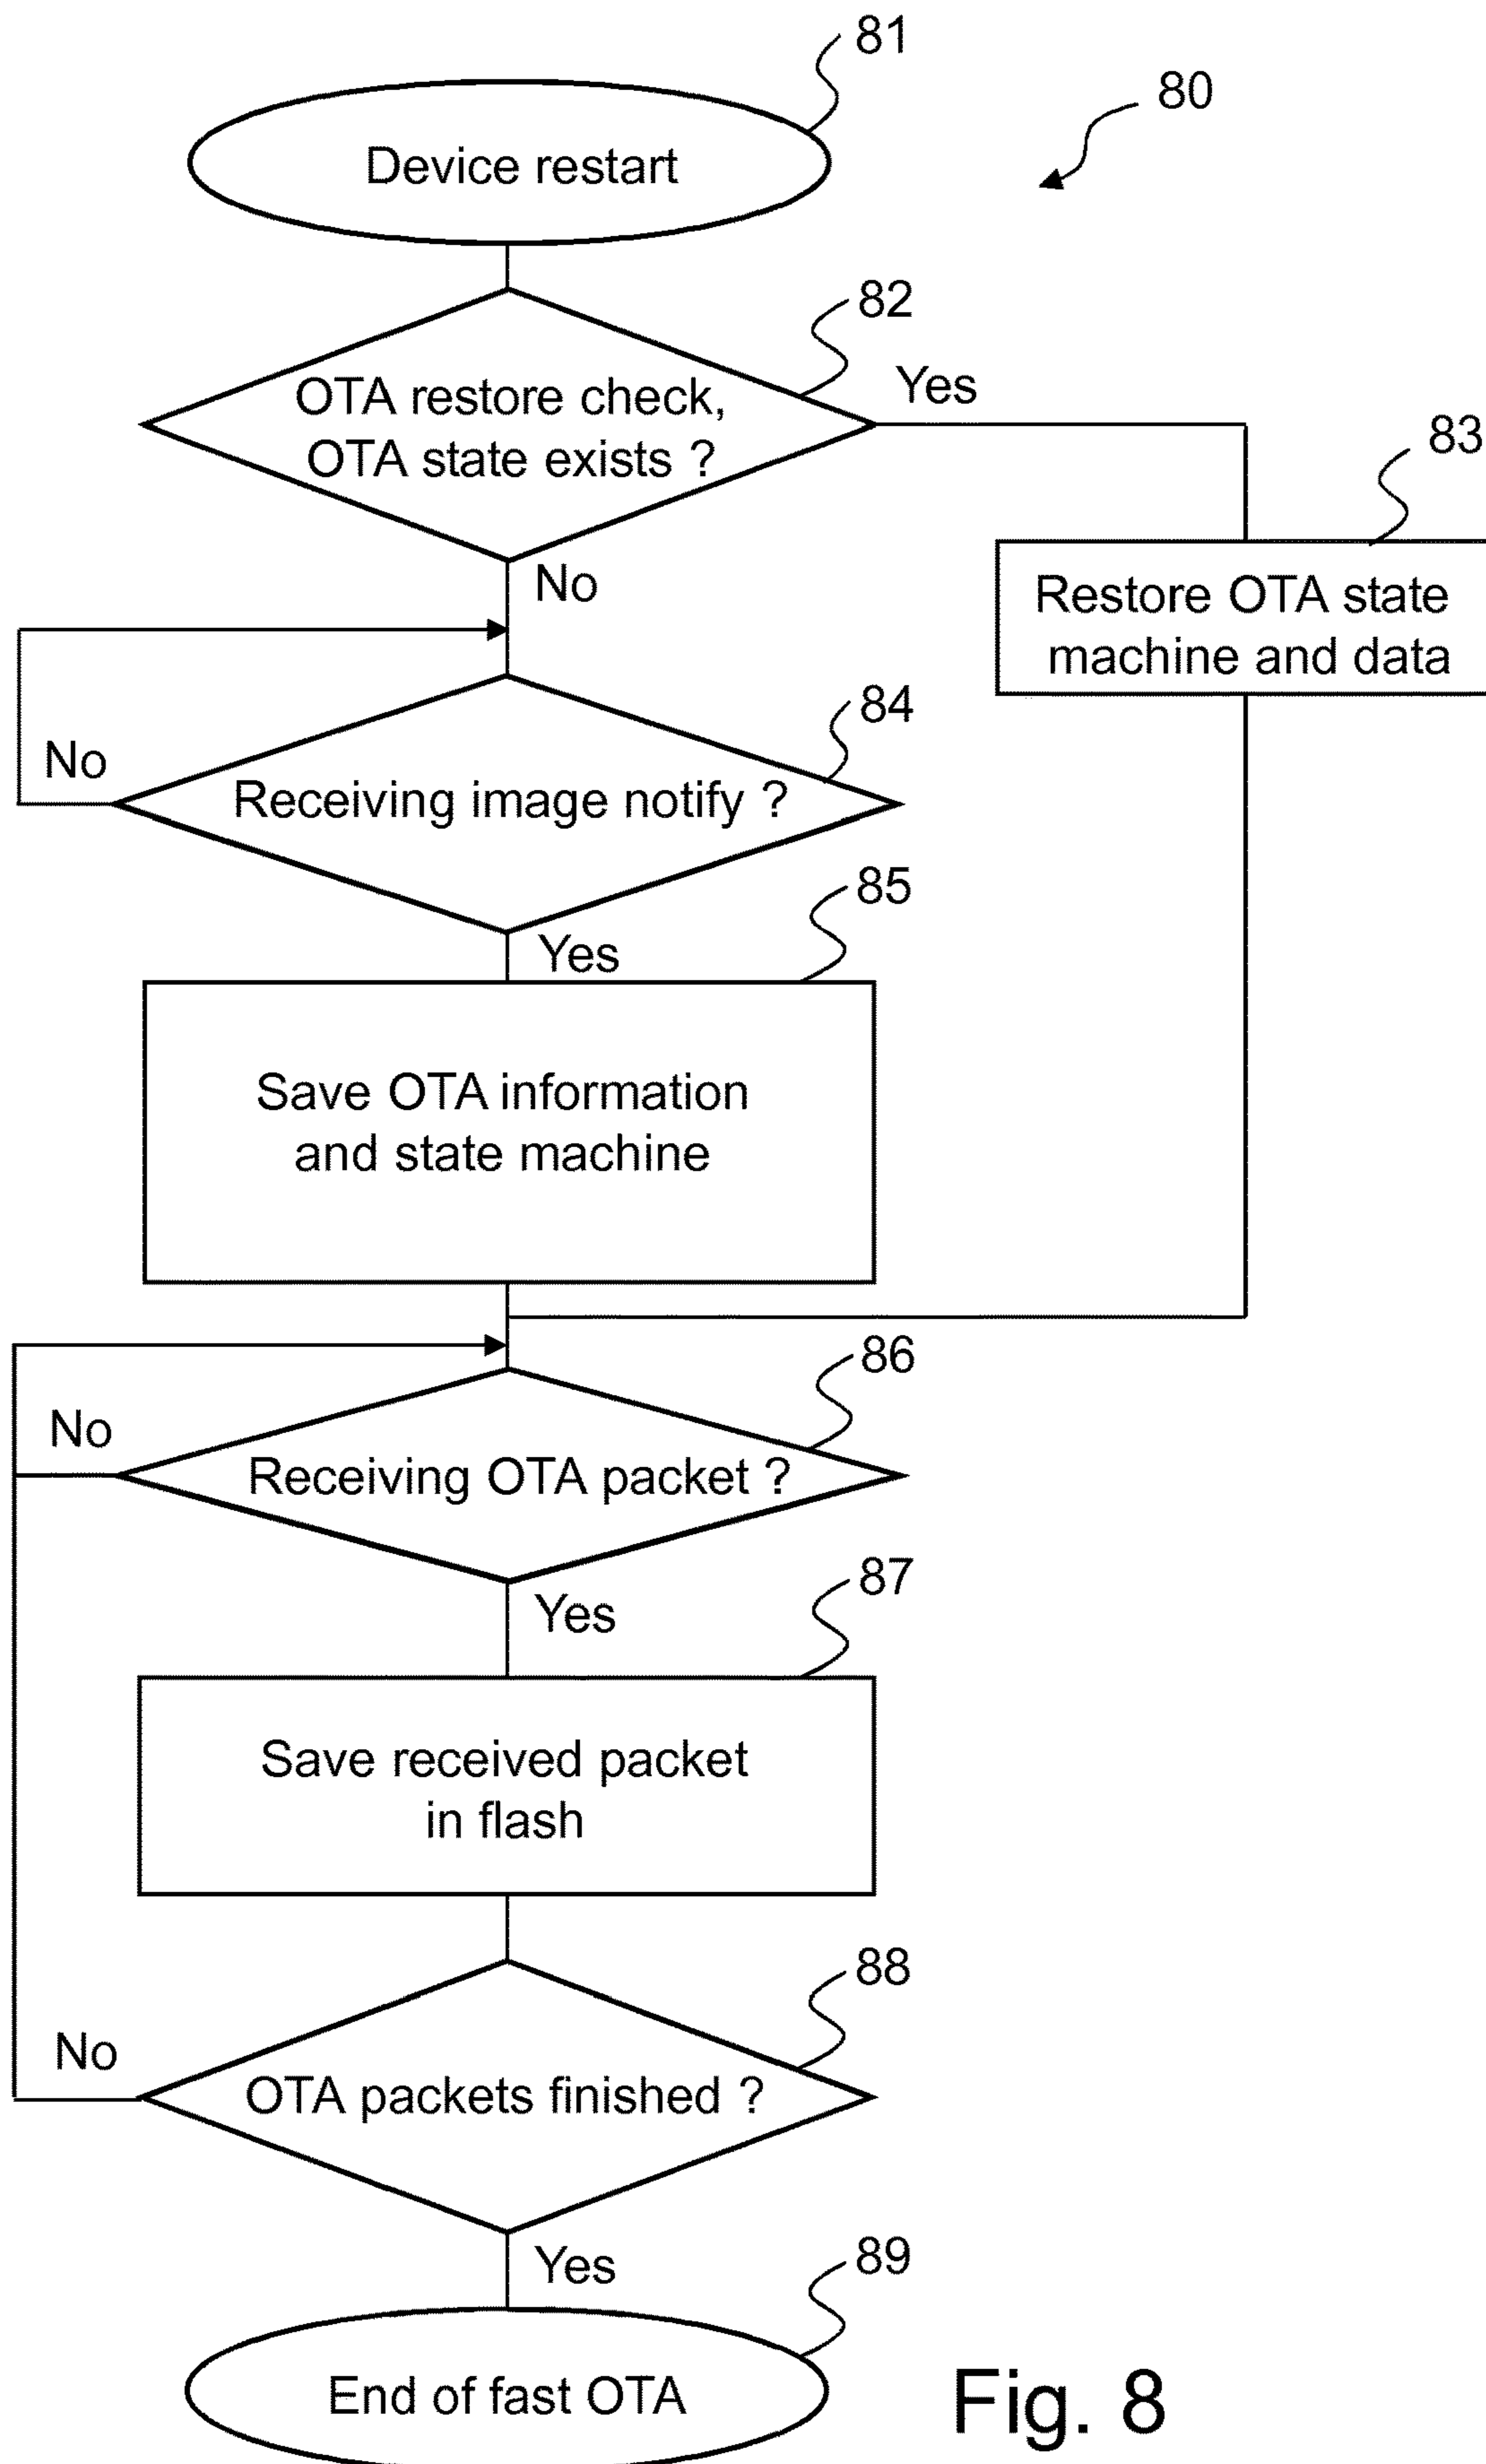 81
80
Device restart
82
Yes
OTA restore check,
OTA state exists ?
83
No
Restore OTA state
machine and data
84
No
Receiving image notify ?
85
Yes
Save OTA information
and state machine
86
No
Receiving OTA packet ?
87
Yes
Save received packet
in flash
88
No
OTA packets finished ?
89
Yes
End of fast OTA
Fig. 8